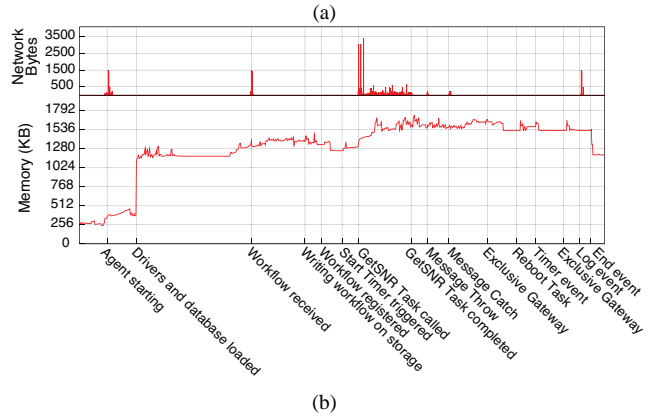 (a)
Network
Bytes
3500
2500
1500
500
Memory (KB)
1792
1536
1280
1024
768
512
256
0
Agent starting
Drivers and database loaded
Workflow received
Writing workflow on storage
Workflow registered
Start Timer triggered
GetSNR Task called
GetSNR Task completed
Message Throw
Message Catch
Exclusive Gateway
Reboot Task
Timer event
Exclusive Gateway
Log event
End event
(b)